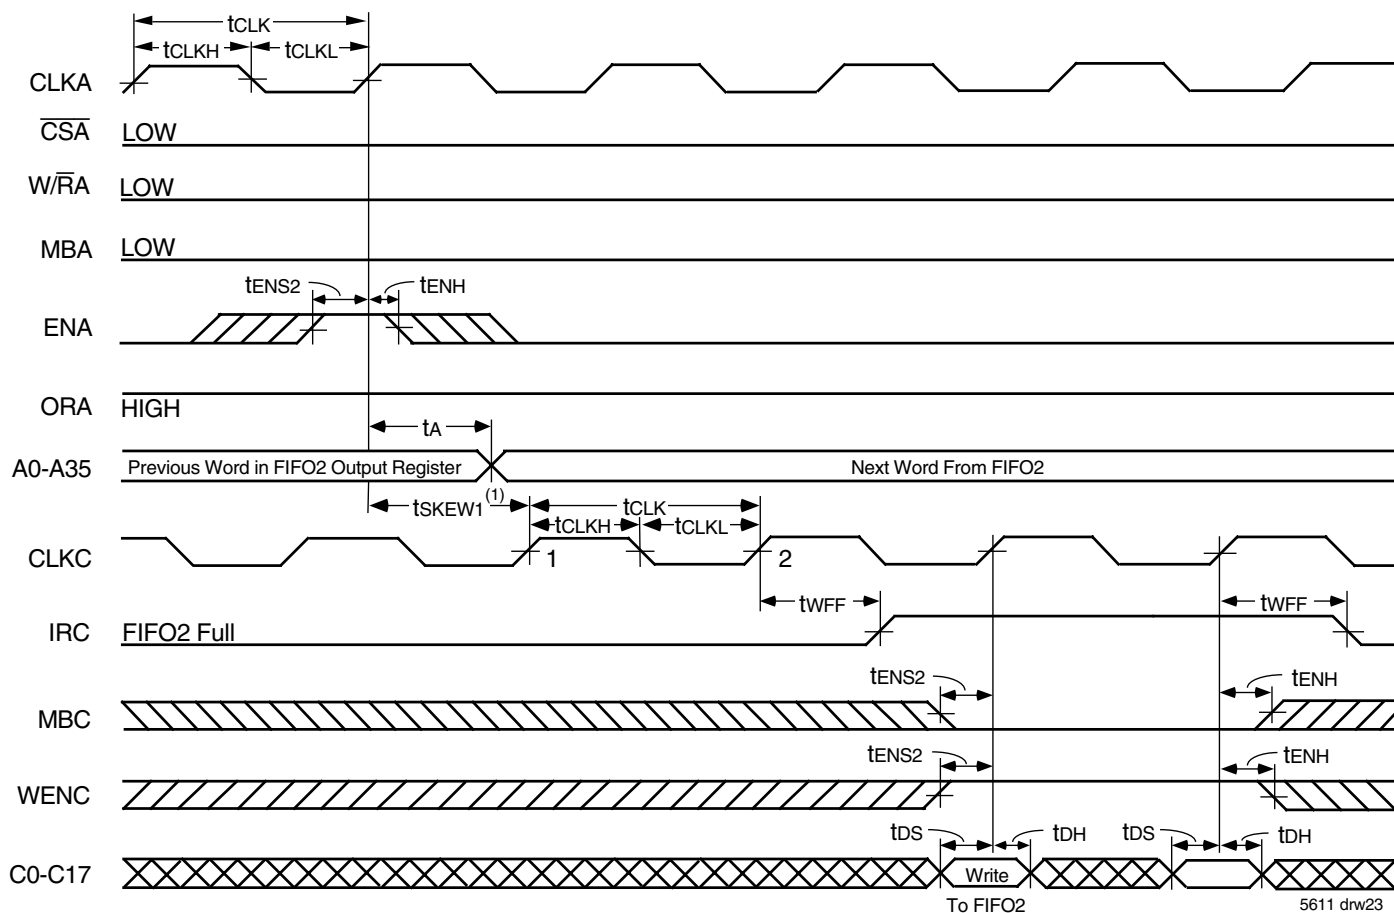 tCLK
tCLKH tCLKL
CLKA
CSA LOW
W/RA LOW
MBA LOW
tENS2 tENH
ENA
ORA HIGH
tA
A0-A35 Previous Word in FIFO2 Output Register Next Word From FIFO2
tSKEW1(1) tCLK
tCLKH tCLKL
CLKC 1 2
tWFF tWFF
IRC FIFO2 Full
tENS2 tENH
MBC
tENS2 tENH
WENC
tDS tDH tDS tDH
C0-C17 Write
To FIFO2 5611 drw23